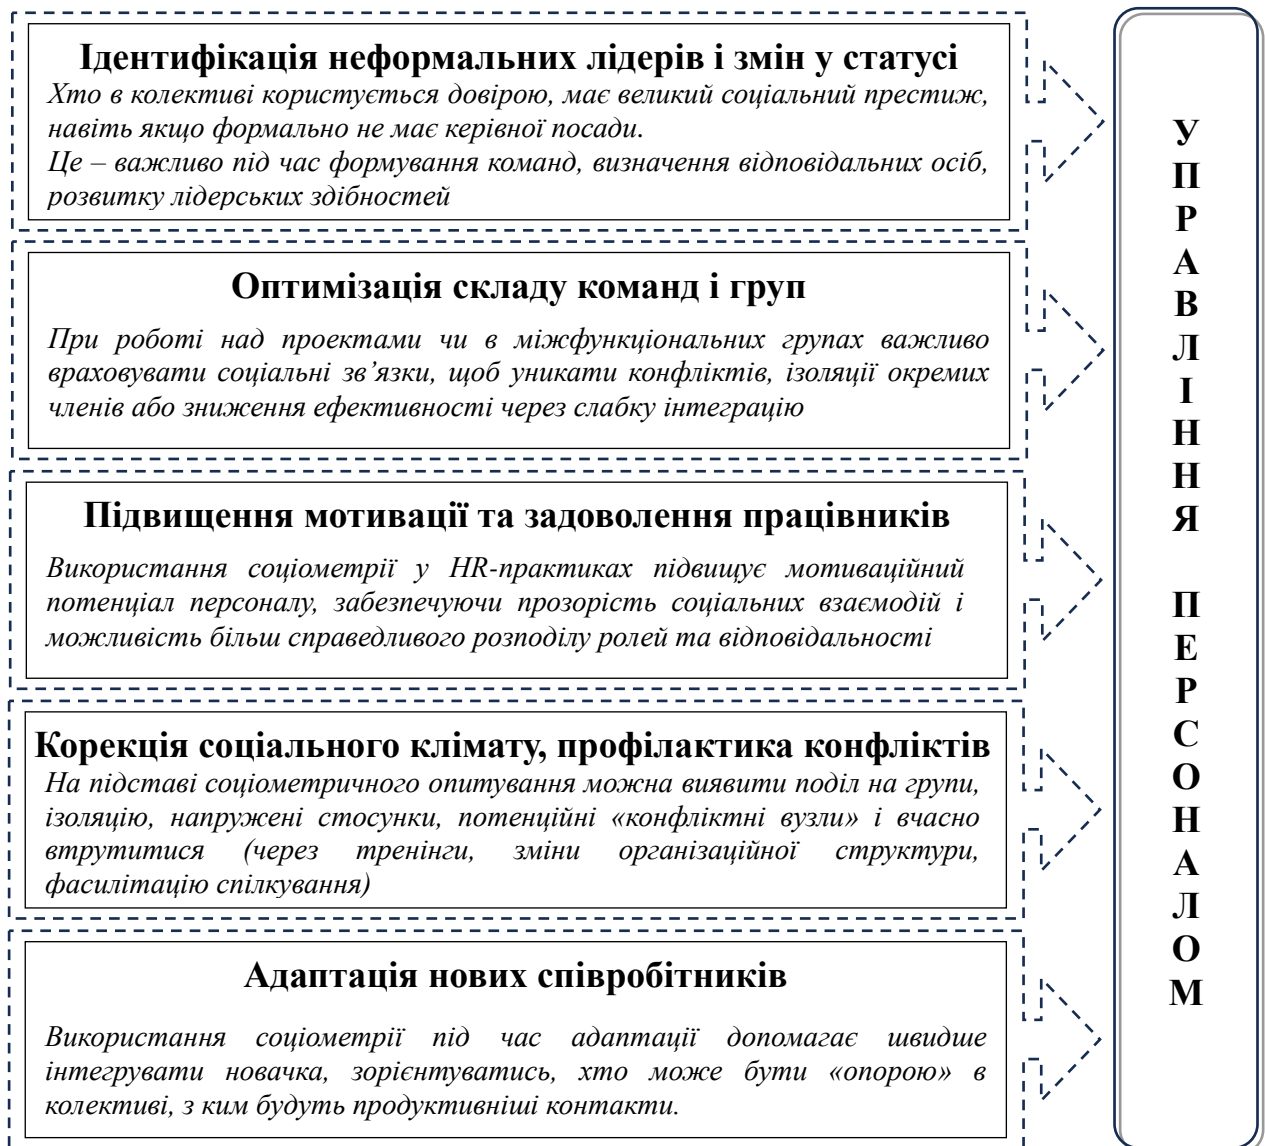 Ідентифікація неформальних лідерів і змін у статусі
Хто в колективі користується довірою, має великий соціальний престиж,
навіть якщо формально не має керівної посади.
Це – важливо під час формування команд, визначення відповідальних осіб,
розвитку лідерських здібностей
Оптимізація складу команд і груп
При роботі над проектами чи в міжфункціональних групах важливо
враховувати соціальні зв’язки, щоб уникати конфліктів, ізоляції окремих
членів або зниження ефективності через слабку інтеграцію
Підвищення мотивації та задоволення працівників
Використання соціометрії у HR-практиках підвищує мотиваційний
потенціал персоналу, забезпечуючи прозорість соціальних взаємодій і
можливість більш справедливого розподілу ролей та відповідальності
Корекція соціального клімату, профілактика конфліктів
На підставі соціометричного опитування можна виявити поділ на групи,
ізоляцію, напружені стосунки, потенційні «конфліктні вузли» і вчасно
втрутитися (через тренінги, зміни організаційної структури,
фасилітацію спілкування)
Адаптація нових співробітників
Використання соціометрії під час адаптації допомагає швидше
інтегрувати новачка, зорієнтуватись, хто може бути «опорою» в
колективі, з ким будуть продуктивніші контакти.
УПРАВЛІННЯ ПЕРСОНАЛОМ